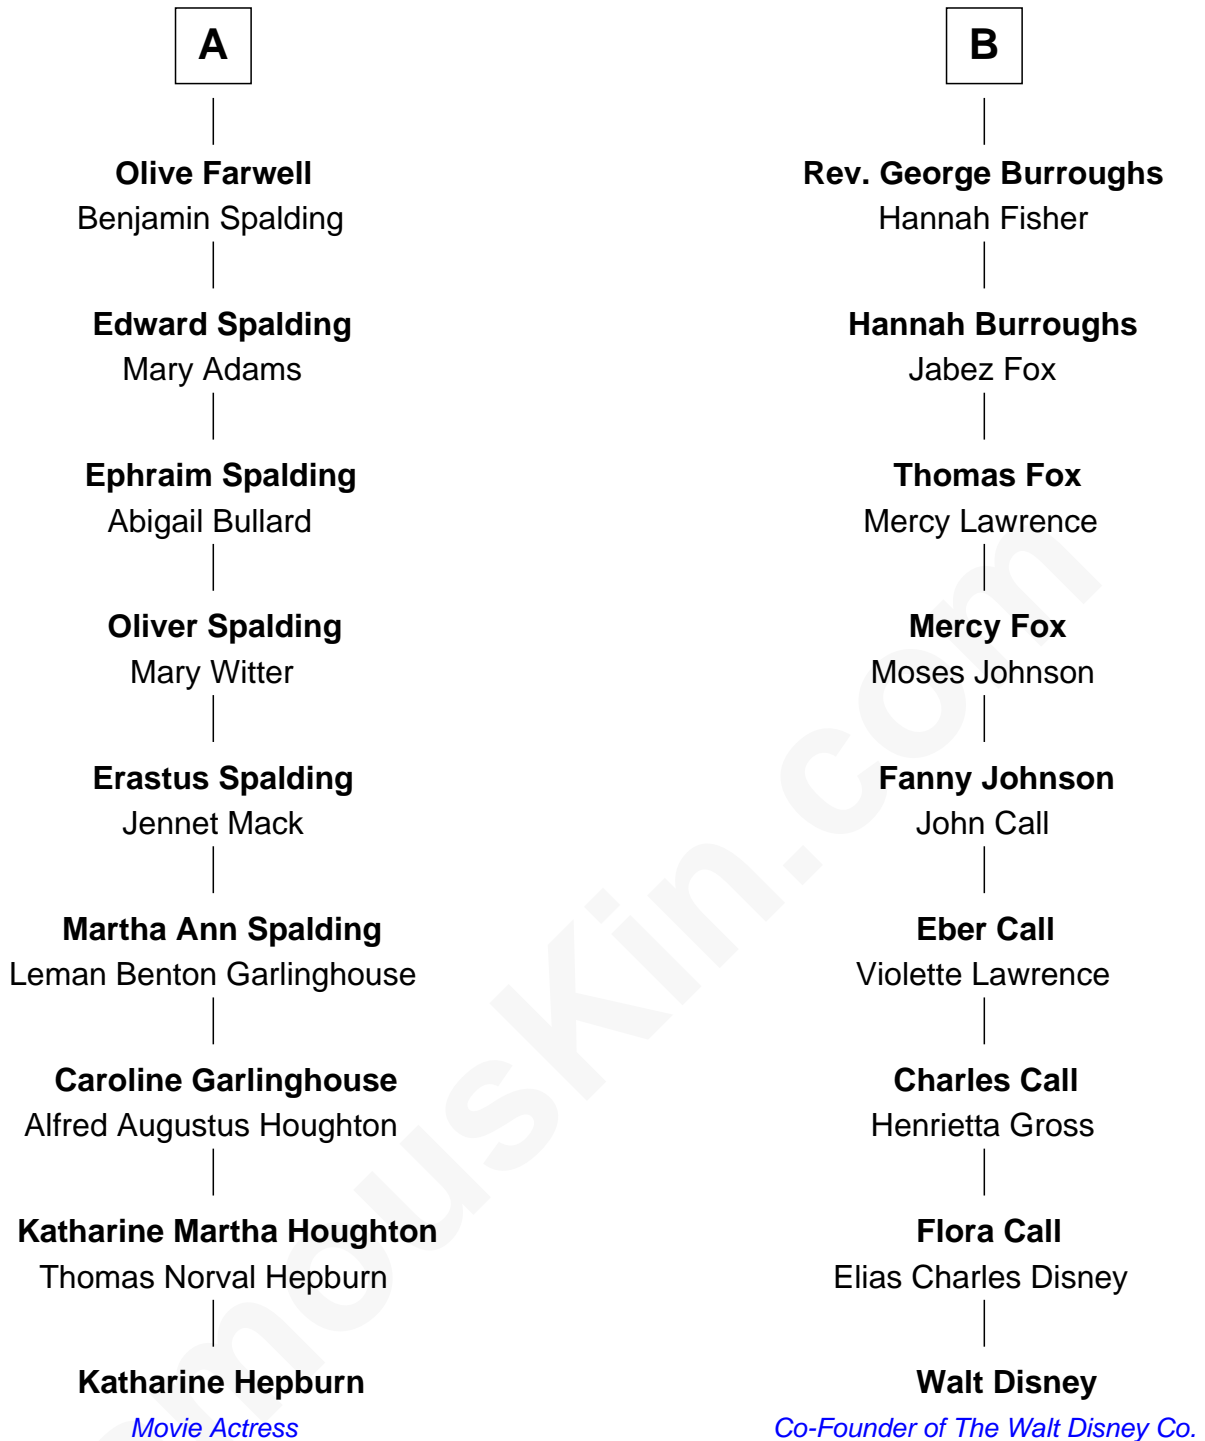 A
Olive Farwell
Benjamin Spalding
Edward Spalding
Mary Adams
Ephraim Spalding
Abigail Bullard
Oliver Spalding
Mary Witter
Erastus Spalding
Jennet Mack
Martha Ann Spalding
Leman Benton Garlinghouse
Caroline Garlinghouse
Alfred Augustus Houghton
Katharine Martha Houghton
Thomas Norval Hepburn
Katharine Hepburn
Movie Actress
B
Rev. George Burroughs
Hannah Fisher
Hannah Burroughs
Jabez Fox
Thomas Fox
Mercy Lawrence
Mercy Fox
Moses Johnson
Fanny Johnson
John Call
Eber Call
Violette Lawrence
Charles Call
Henrietta Gross
Flora Call
Elias Charles Disney
Walt Disney
Co-Founder of The Walt Disney Co.
mousKin.com